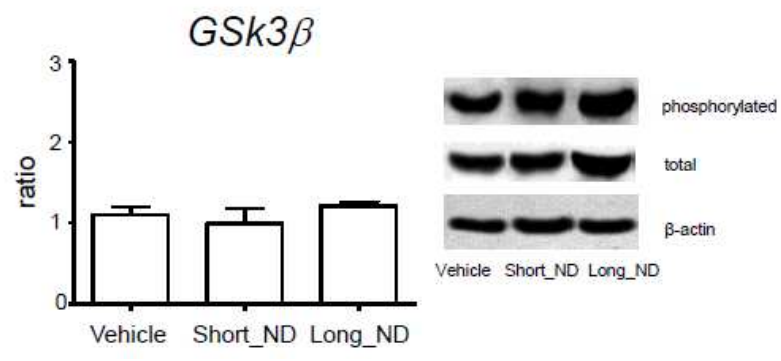 GSk3β
3
2
1
0
ratio
Vehicle Short_ND Long_ND
phosphorylated
total
β-actin
Vehicle Short_ND Long_ND